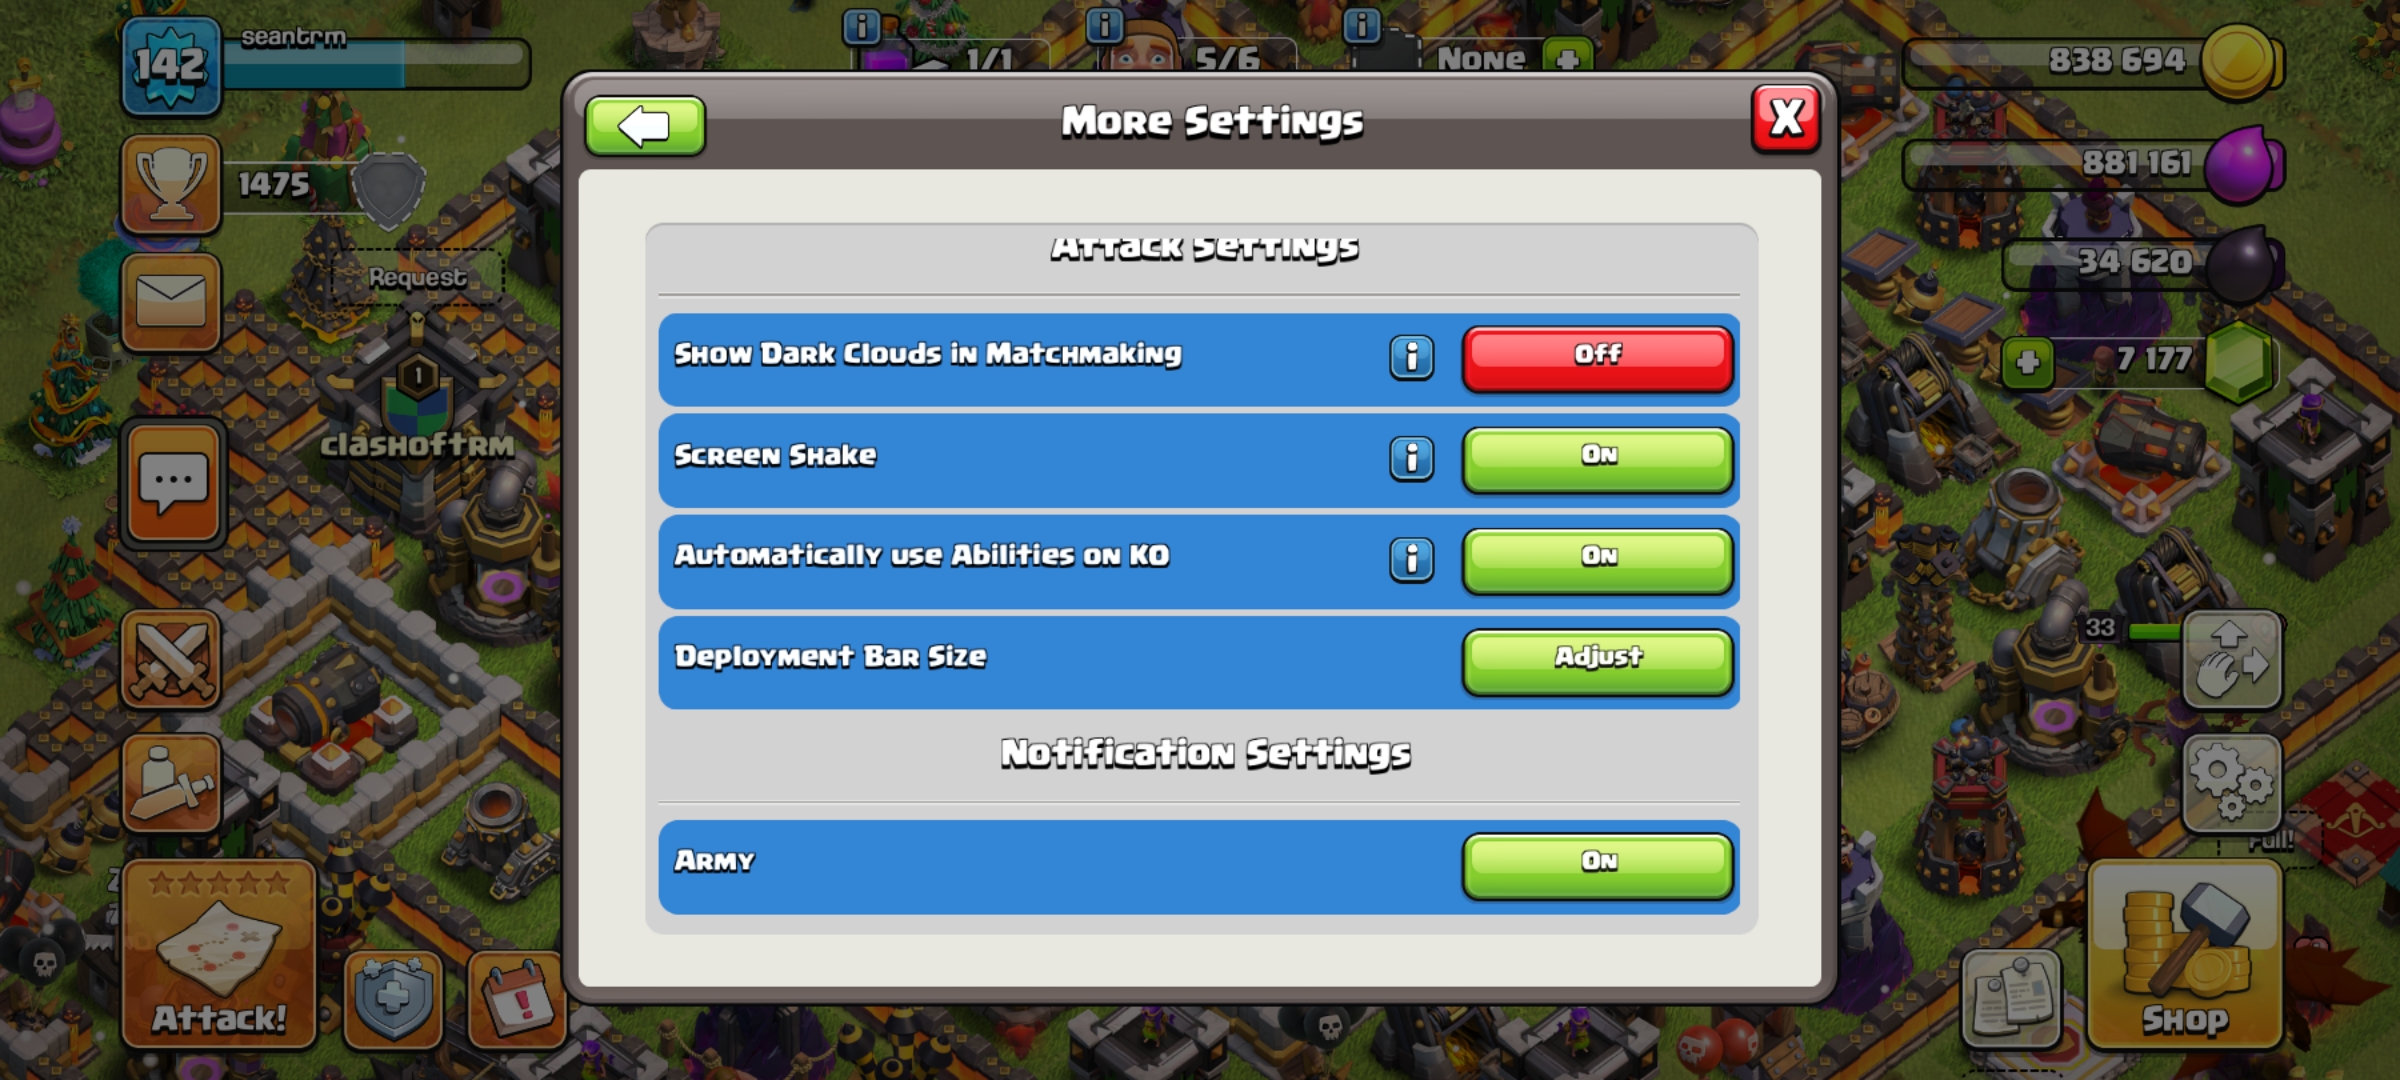 142
seantrm
1/1
5/6
None
838 694
More Settings
X
1475
881 161
Request
Attack Settings
34 620
Show Dark Clouds in Matchmaking
Off
7 177
1
clashoftRM
Screen Shake
On
Automatically use Abilities on KO
On
33
Deployment Bar Size
Adjust
Notification Settings
Full!
Army
On
Attack!
Shop